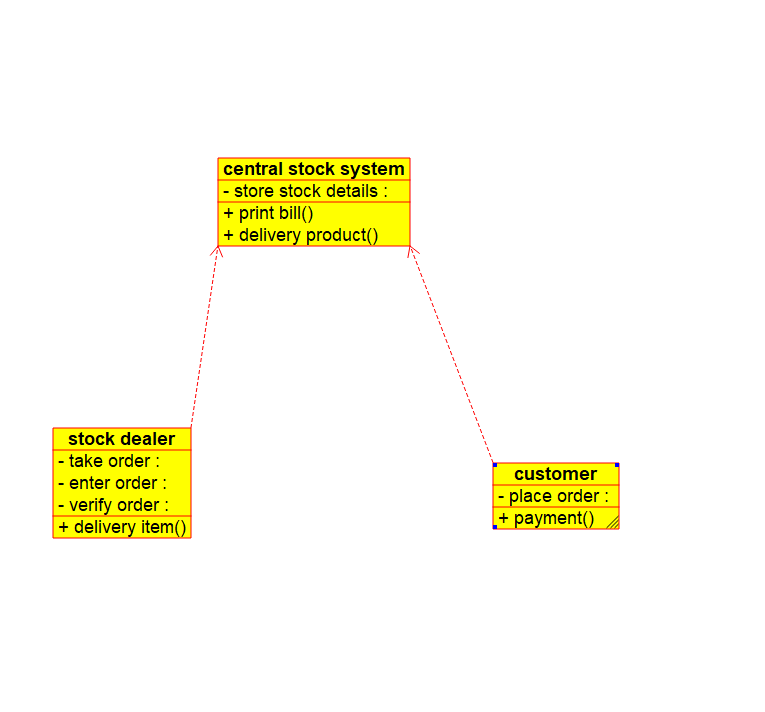 central stock system
- store stock details :
+ print bill()
+ delivery product()
stock dealer
- take order :
- enter order :
- verify order :
+ delivery item()
customer
- place order :
+ payment()